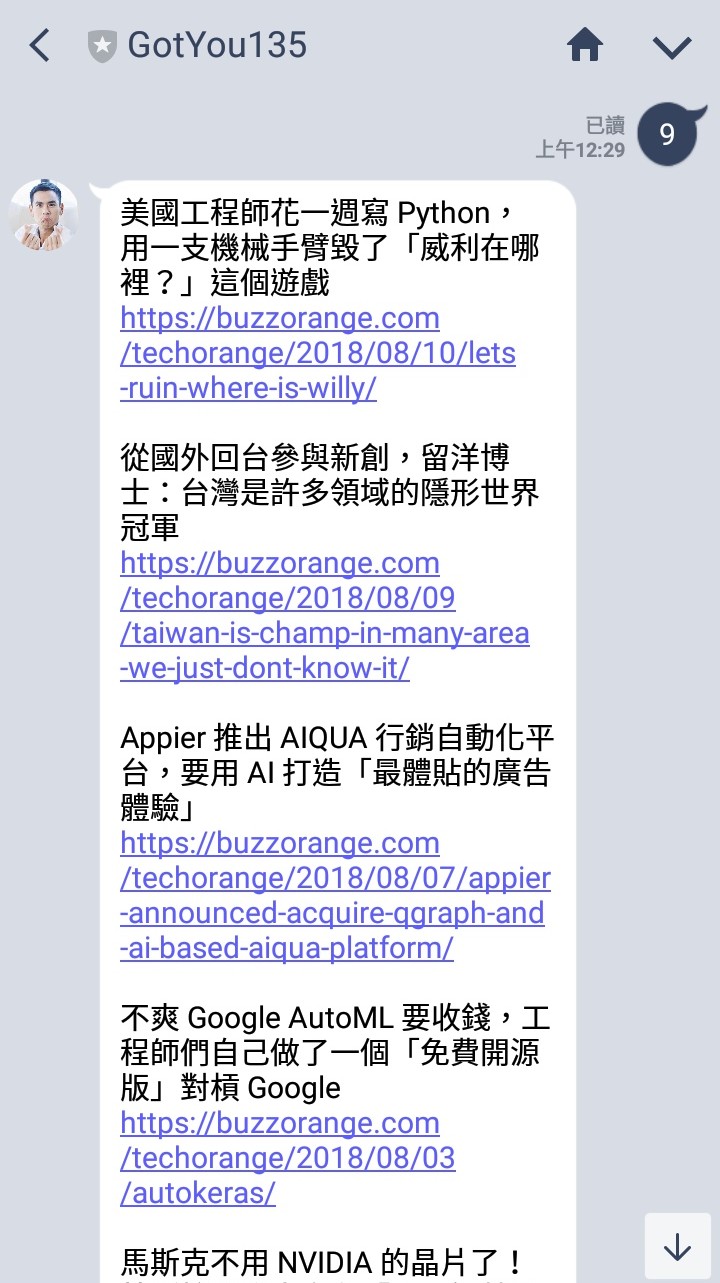 GotYou135
已讀
上午12:29
9
美國工程師花一週寫 Python，
用一支機械手臂毀了「威利在哪
裡？」這個遊戲
https://buzzorange.com
/techorange/2018/08/10/lets
-ruin-where-is-willy/
從國外回台參與新創，留洋博
士：台灣是許多領域的隱形世界
冠軍
https://buzzorange.com
/techorange/2018/08/09
/taiwan-is-champ-in-many-area
-we-just-dont-know-it/
Appier 推出 AIQUA 行銷自動化平
台，要用 AI 打造「最體貼的廣告
體驗」
https://buzzorange.com
/techorange/2018/08/07/appier
-announced-acquire-qgraph-and
-ai-based-aiqua-platform/
不爽 Google AutoML 要收錢，工
程師們自己做了一個「免費開源
版」對槓 Google
https://buzzorange.com
/techorange/2018/08/03
/autokeras/
馬斯克不用 NVIDIA 的晶片了！